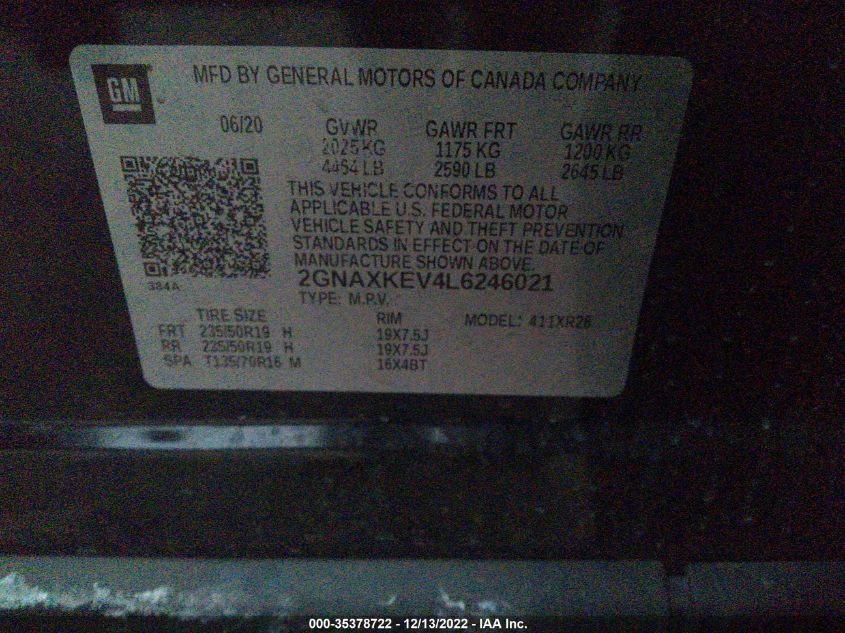 GM
MFD BY GENERAL MOTORS OF CANADA COMPANY
06/20
GVWR GAWR FRT GAWR RR
2025 KG 1175 KG 1200 KG
4464 LB 2590 LB 2645 LB
THIS VEHICLE CONFORMS TO ALL
APPLICABLE U.S. FEDERAL MOTOR
VEHICLE SAFETY AND THEFT PREVENTION
STANDARDS IN EFFECT ON THE DATE OF
MANUFACTURE SHOWN ABOVE.
384A
2GNAXKEV4L6246021
TYPE: M.P.V.
TIRE SIZE RIM MODEL: 411XR26
FRT 235/50R19 H 19X7.5J
RR 235/50R19 H 19X7.5J
SPA T135/70R16 M 16X4BT
000-35378722 - 12/13/2022 - IAA Inc.